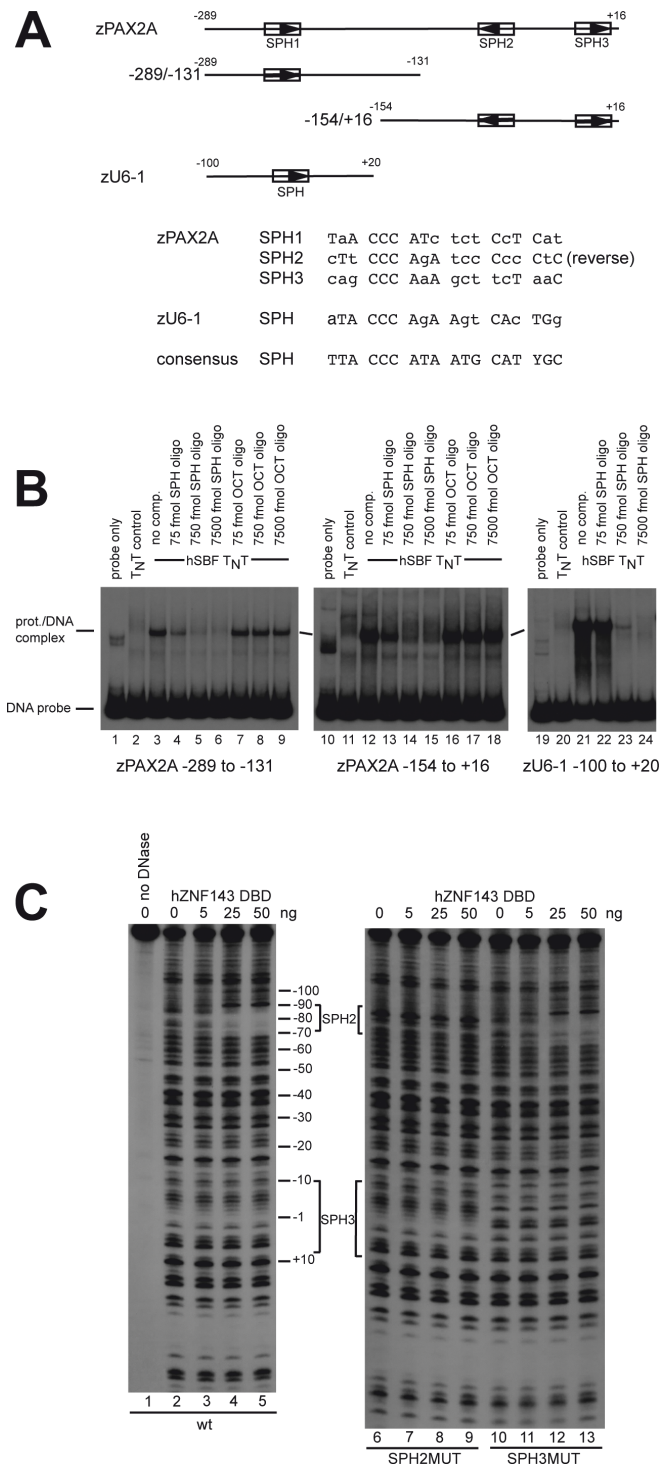 A
zPAX2A -289 +16
SPH1 SPH2 SPH3
-289/-131 -289 -131
-154/+16 -154 +16
zU6-1 -100 +20
SPH
zPAX2A SPH1 TaA CCC ATc tct CcT Cat
SPH2 cTt CCC AgA Tcc Ccc CtC (reverse)
SPH3 cag CCC AaA gct tcT aaC
zU6-1 SPH aTA CCC AgA Agt CAc TGg
consensus SPH TTA CCC ATA ATG CAT YGC
B
probe only TNT control no comp. 75 fmol SPH oligo 750 fmol SPH oligo 7500 fmol SPH oligo 75 fmol OCT oligo 750 fmol OCT oligo 7500 fmol OCT oligo
probe only TNT control no comp. 75 fmol SPH oligo 750 fmol SPH oligo 7500 fmol SPH oligo 75 fmol OCT oligo 750 fmol OCT oligo 7500 fmol OCT oligo
probe only TNT control no comp. 75 fmol SPH oligo 750 fmol SPH oligo 7500 fmol SPH oligo
hSBF TNT hSBF TNT hSBF TNT
prot./DNA
complex
DNA probe
1 2 3 4 5 6 7 8 9 10 11 12 13 14 15 16 17 18 19 20 21 22 23 24
zPAX2A -289 to -131 zPAX2A -154 to +16 zU6-1 -100 to +20
C
no DNase
hZNF143 DBD hZNF143 DBD
0 0 5 25 50 ng 0 5 25 50 0 5 25 50 ng
-100
-90
-80
-70
SPH2
-60
-50
-40
-30
-20
-10
-1
SPH3
+10
1 2 3 4 5
wt
6 7 8 9 10 11 12 13
SPH2MUT SPH3MUT